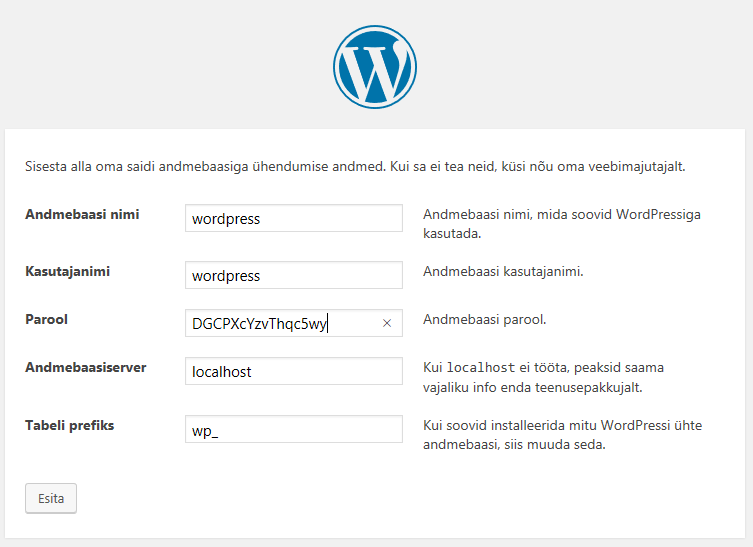 Sisesta alla oma saidi andmebaasiga ühendumise andmed. Kui sa ei tea neid, küsi nõu oma veebimajutajalt.
Andmebaasi nimi
wordpress
Andmebaasi nimi, mida soovid WordPressiga
kasutada.
Kasutajanimi
wordpress
Andmebaasi kasutajanimi.
Parool
DGCPXcYzvThqc5wy
Andmebaasi parool.
Andmebaasiserver
localhost
Kui localhost ei tööta, peaksid saama
vajaliku info enda teenusepakkujalt.
Tabeli prefiks
wp_
Kui soovid installeerida mitu WordPressi ühte
andmebaasi, siis muuda seda.
Esita